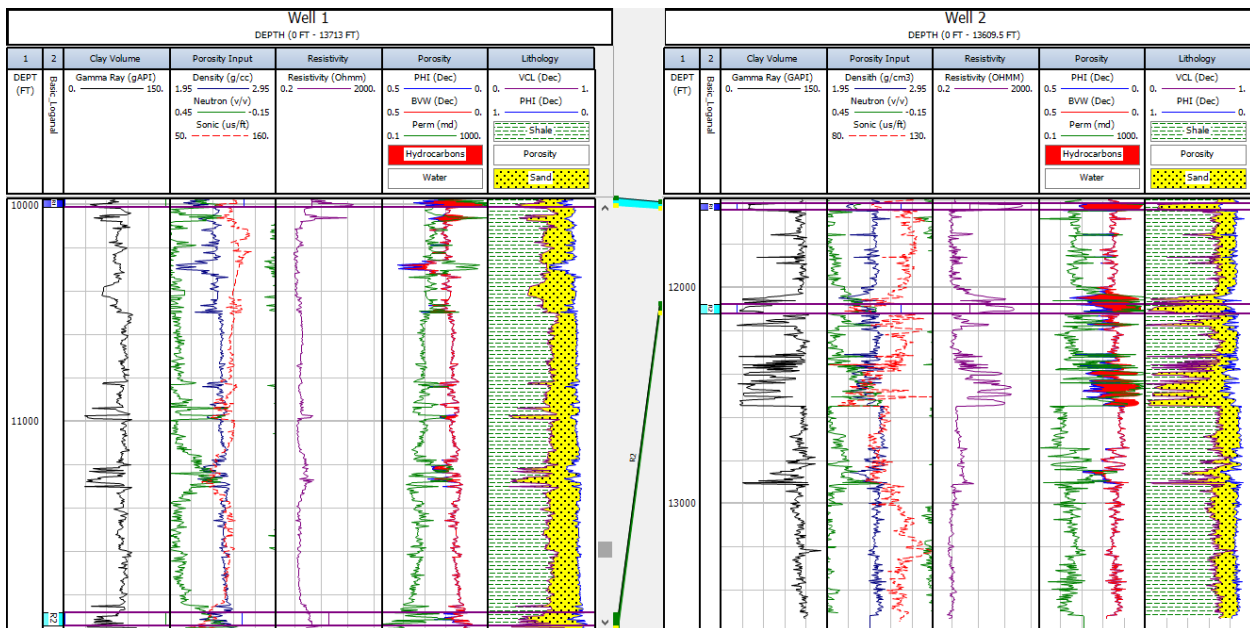 Well 1
DEPTH (0 FT - 13713 FT)
1 2 Clay Volume Porosity Input Resistivity Porosity Lithology
DEPT
(FT)
Basic_Loganal
Gamma Ray (gAPI)
0. 150.
Density (g/cc)
1.95 2.95
Neutron (v/v)
0.45 -0.15
Sonic (us/ft)
50. 160.
Resistivity (Ohmm)
0.2 2000.
PHI (Dec)
0.5 0.
BVW (Dec)
0.5 0.
Perm (md)
0.1 1000.
Hydrocarbons
Water
VCL (Dec)
0. 1.
PHI (Dec)
1. 0.
Shale
Porosity
Sand
10000
11000
R2
R2
Well 2
DEPTH (0 FT - 13609.5 FT)
1 2 Clay Volume Porosity Input Resistivity Porosity Lithology
DEPT
(FT)
Basic_Loganal
Gamma Ray (GAPI)
0. 150.
Densith (g/cm3)
1.95 2.95
Neutron (v/v)
0.45 -0.15
Sonic (us/ft)
80. 130.
Resistivity (OHMM)
0.2 2000.
PHI (Dec)
0.5 0.
BVW (Dec)
0.5 0.
Perm (md)
0.1 1000.
Hydrocarbons
Water
VCL (Dec)
0. 1.
PHI (Dec)
1. 0.
Shale
Porosity
Sand
12000
R2
13000